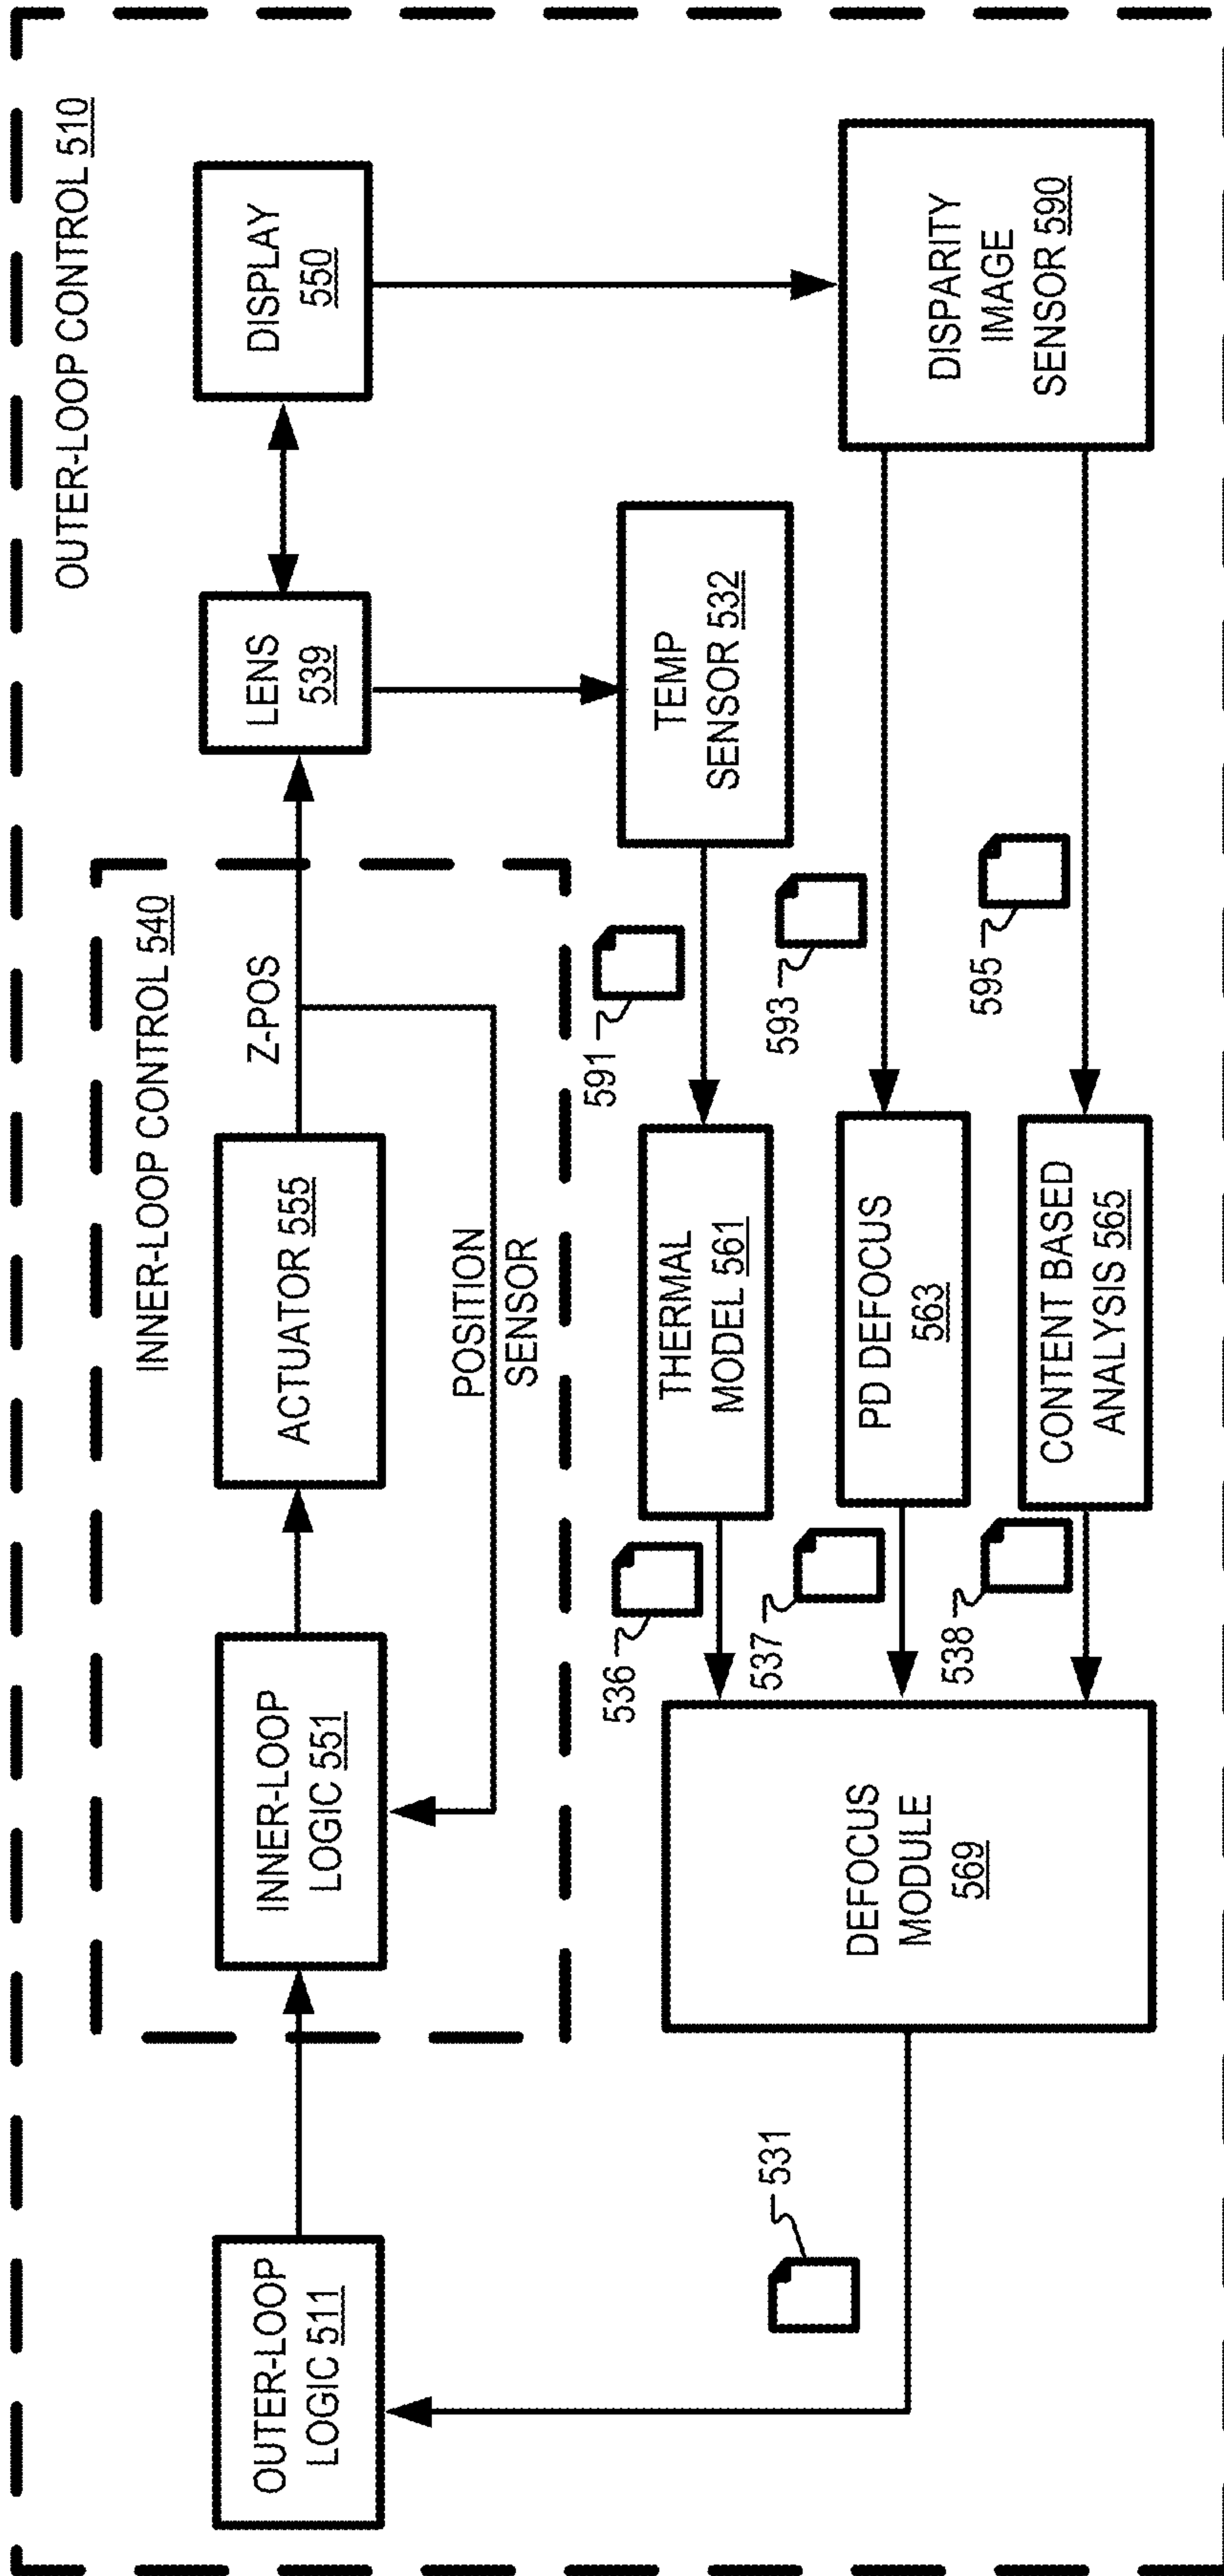 OUTER-LOOP CONTROL 510
INNER-LOOP CONTROL 540
OUTER-LOOP
LOGIC 511
INNER-LOOP
LOGIC 551
ACTUATOR 555
Z-POS
LENS
539
DISPLAY
550
POSITION
SENSOR
TEMP
SENSOR 532
591
THERMAL
MODEL 561
536
593
PD DEFOCUS
563
537
DISPARITY
IMAGE
SENSOR 590
595
CONTENT BASED
ANALYSIS 565
538
DEFOCUS
MODULE
569
531